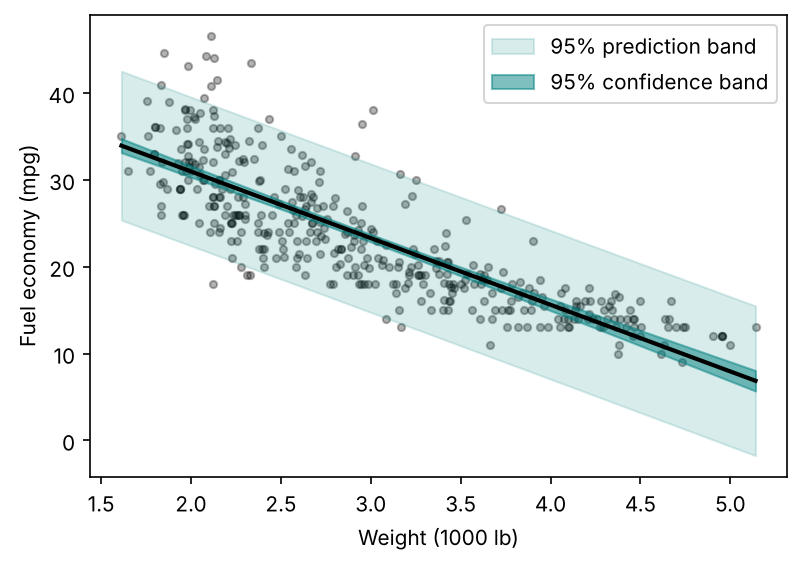 95% prediction band
95% confidence band
Fuel economy (mpg)
40
30
20
10
0
1.5 2.0 2.5 3.0 3.5 4.0 4.5 5.0
Weight (1000 lb)